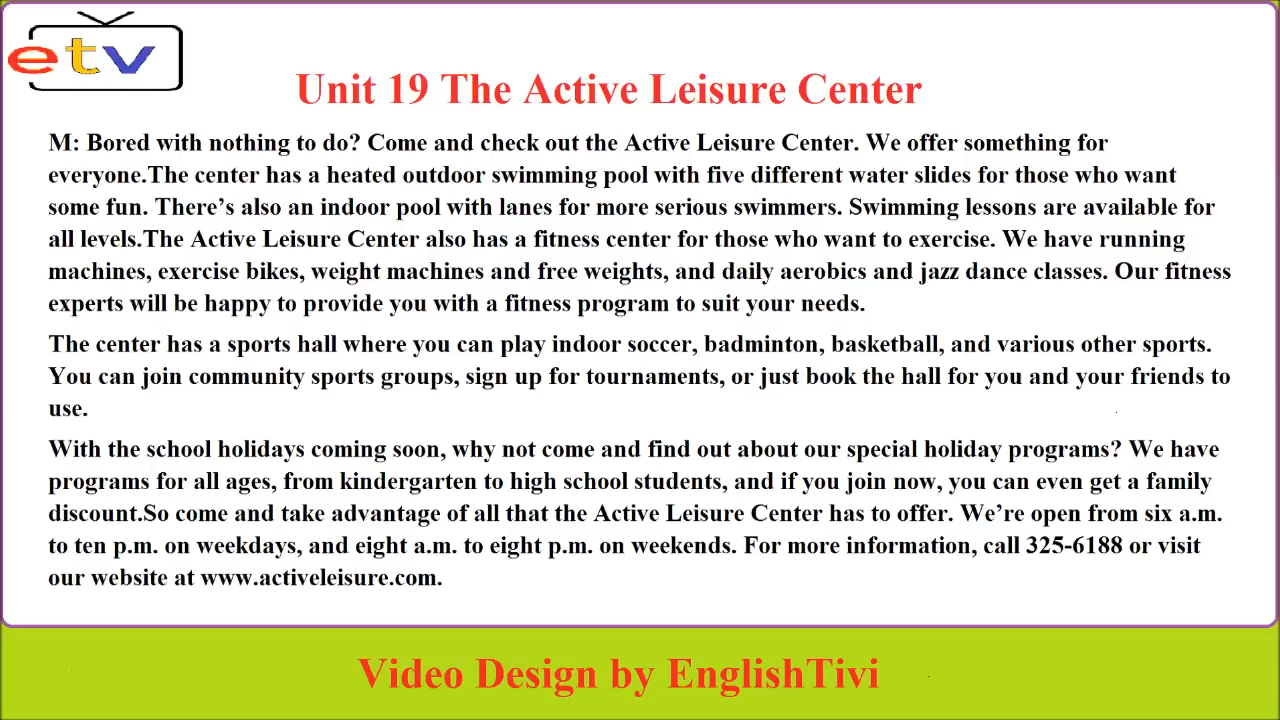 etv
Unit 19 The Active Leisure Center
M: Bored with nothing to do? Come and check out the Active Leisure Center. We offer something for
everyone.The center has a heated outdoor swimming pool with five different water slides for those who want
some fun. There’s also an indoor pool with lanes for more serious swimmers. Swimming lessons are available for
all levels.The Active Leisure Center also has a fitness center for those who want to exercise. We have running
machines, exercise bikes, weight machines and free weights, and daily aerobics and jazz dance classes. Our fitness
experts will be happy to provide you with a fitness program to suit your needs.
The center has a sports hall where you can play indoor soccer, badminton, basketball, and various other sports.
You can join community sports groups, sign up for tournaments, or just book the hall for you and your friends to
use.
With the school holidays coming soon, why not come and find out about our special holiday programs? We have
programs for all ages, from kindergarten to high school students, and if you join now, you can even get a family
discount.So come and take advantage of all that the Active Leisure Center has to offer. We’re open from six a.m.
to ten p.m. on weekdays, and eight a.m. to eight p.m. on weekends. For more information, call 325-6188 or visit
our website at www.activeleisure.com.
Video Design by EnglishTivi